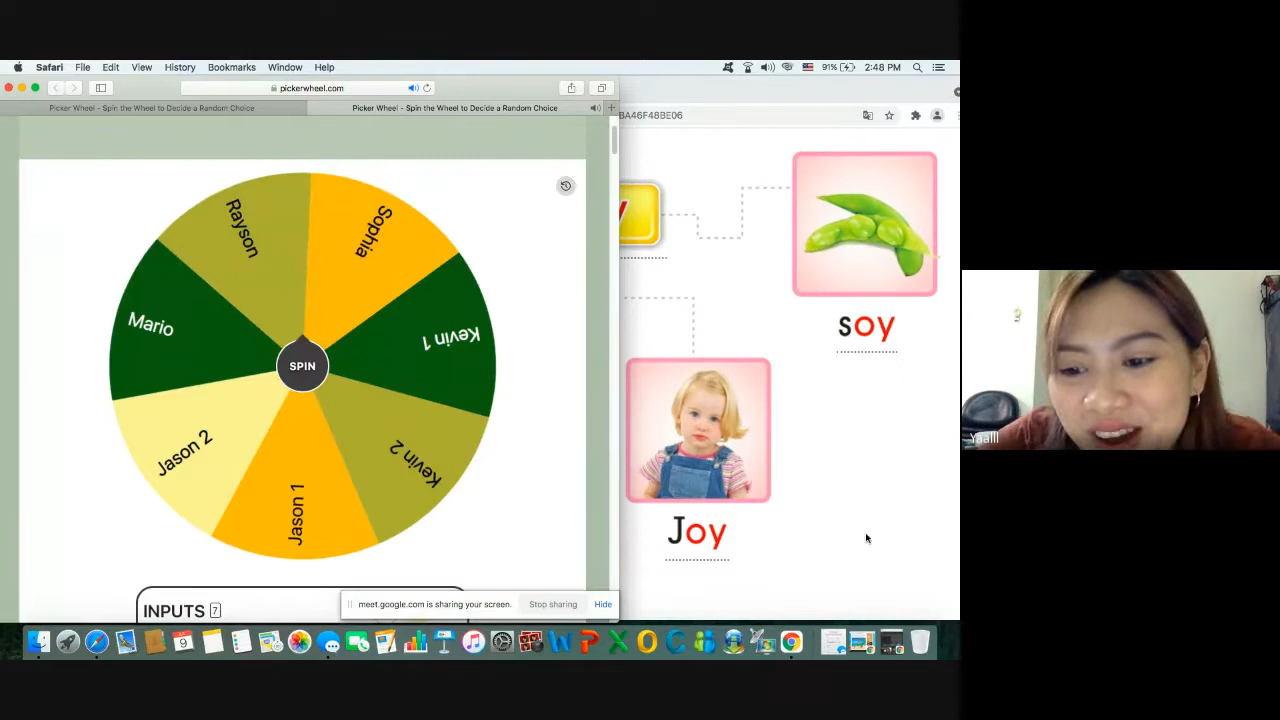 Safari File Edit View History Bookmarks Window Help 91% 2:48 PM
pickerwheel.com
Picker Wheel - Spin the Wheel to Decide a Random Choice Picker Wheel - Spin the Wheel to Decide a Random Choice
BA46F48BE06
Rayson
Sophia
Mario
Kevin 1
SPIN
Jason 2
Kevin 2
Jason 1
y
soy
Joy
INPUTS 7
meet.google.com is sharing your screen. Stop sharing Hide
9
Yaalll